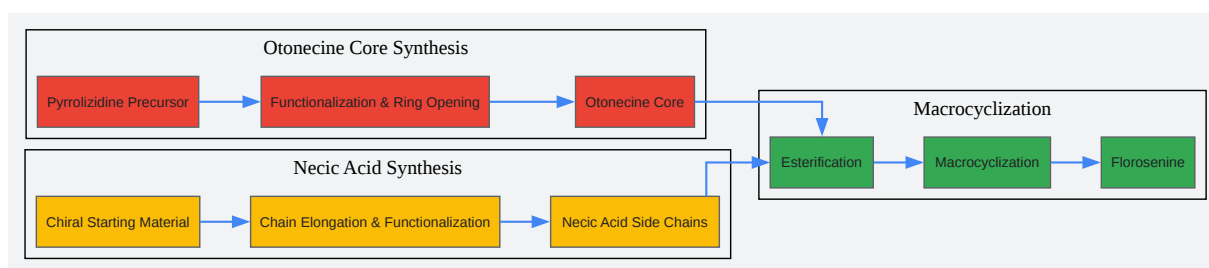 Otonecine Core Synthesis
Pyrrolizidine Precursor
Functionalization & Ring Opening
Otonecine Core
Necic Acid Synthesis
Chiral Starting Material
Chain Elongation & Functionalization
Necic Acid Side Chains
Macrocyclization
Esterification
Macrocyclization
Florosenine